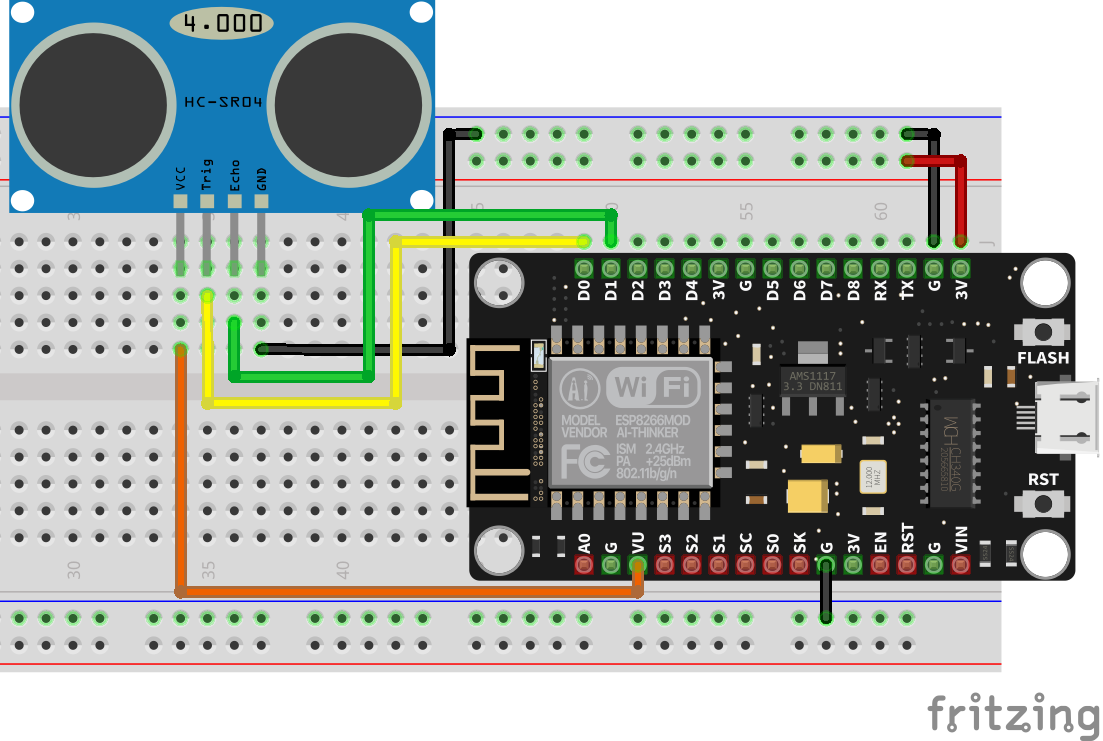 4.000
HC-SR04
VCC
Trig
Echo
GND
55
60
J
D0
D1
D2
D3
D4
3V
G
D5
D6
D7
D8
RX
TX
G
3V
FLASH
AMS1117
3.3 DN811
Ai
WiFi
MODEL ESP8266MOD
VENDOR AI-THINKER
FC
ISM 2.4GHz
PA +25dBm
802.11b/g/n
12.000
MHZ
CH340G
RST
A0
G
VU
S3
S2
S1
SC
S0
SK
G
3V
EN
RST
G
VIN
30
35
40
fritzing